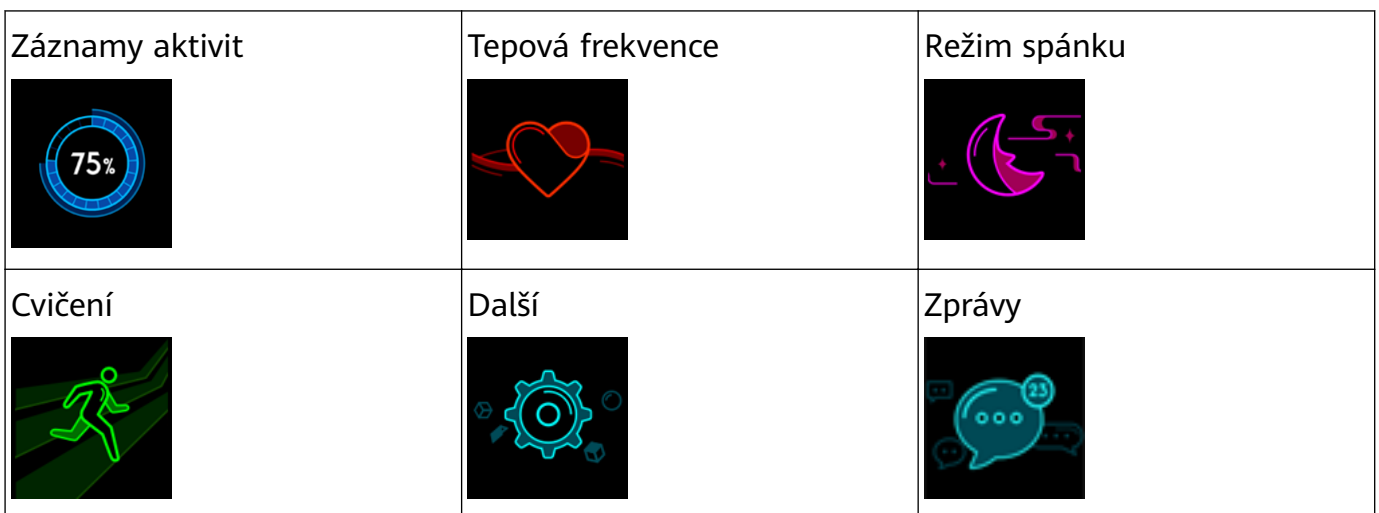 Záznamy aktivit
75%
Tepová frekvence
Režim spánku
Cvičení
Další
Zprávy
23